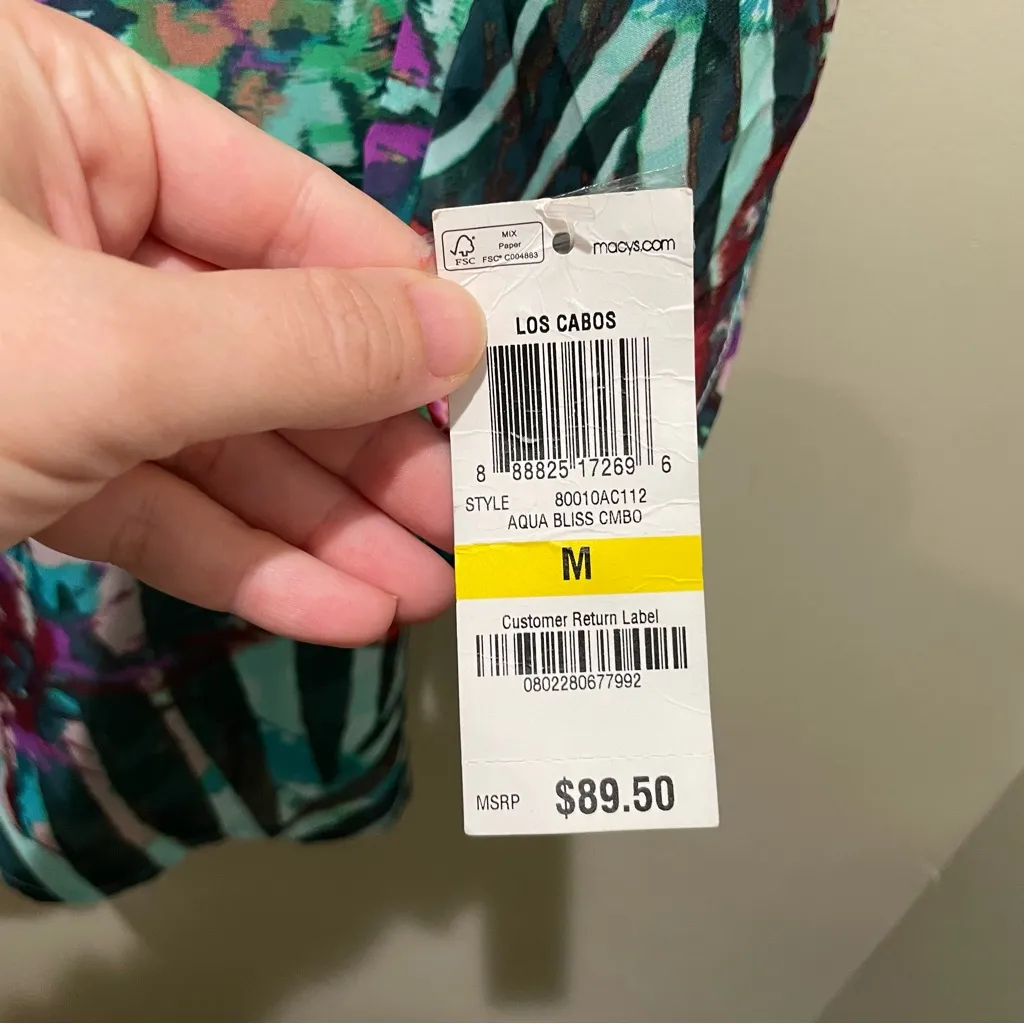 MIX
Paper
FSC FSC® C004883
macys.com
LOS CABOS
8 88825 17269 6
STYLE 80010AC112
AQUA BLISS CMBO
M
Customer Return Label
0802280677992
MSRP $89.50